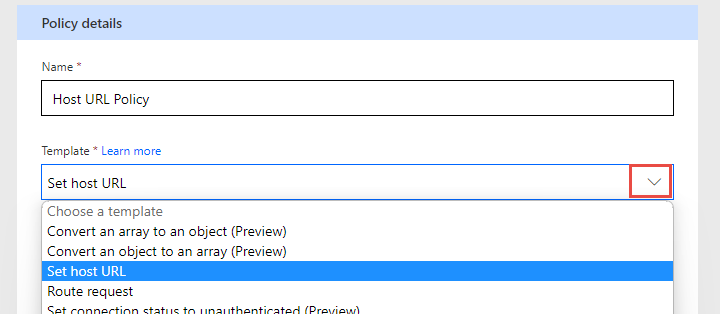 Policy details
Name *
Host URL Policy
Template * Learn more
Set host URL
Choose a template
Convert an array to an object (Preview)
Convert an object to an array (Preview)
Set host URL
Route request
Set connection status to unauthenticated (Preview)